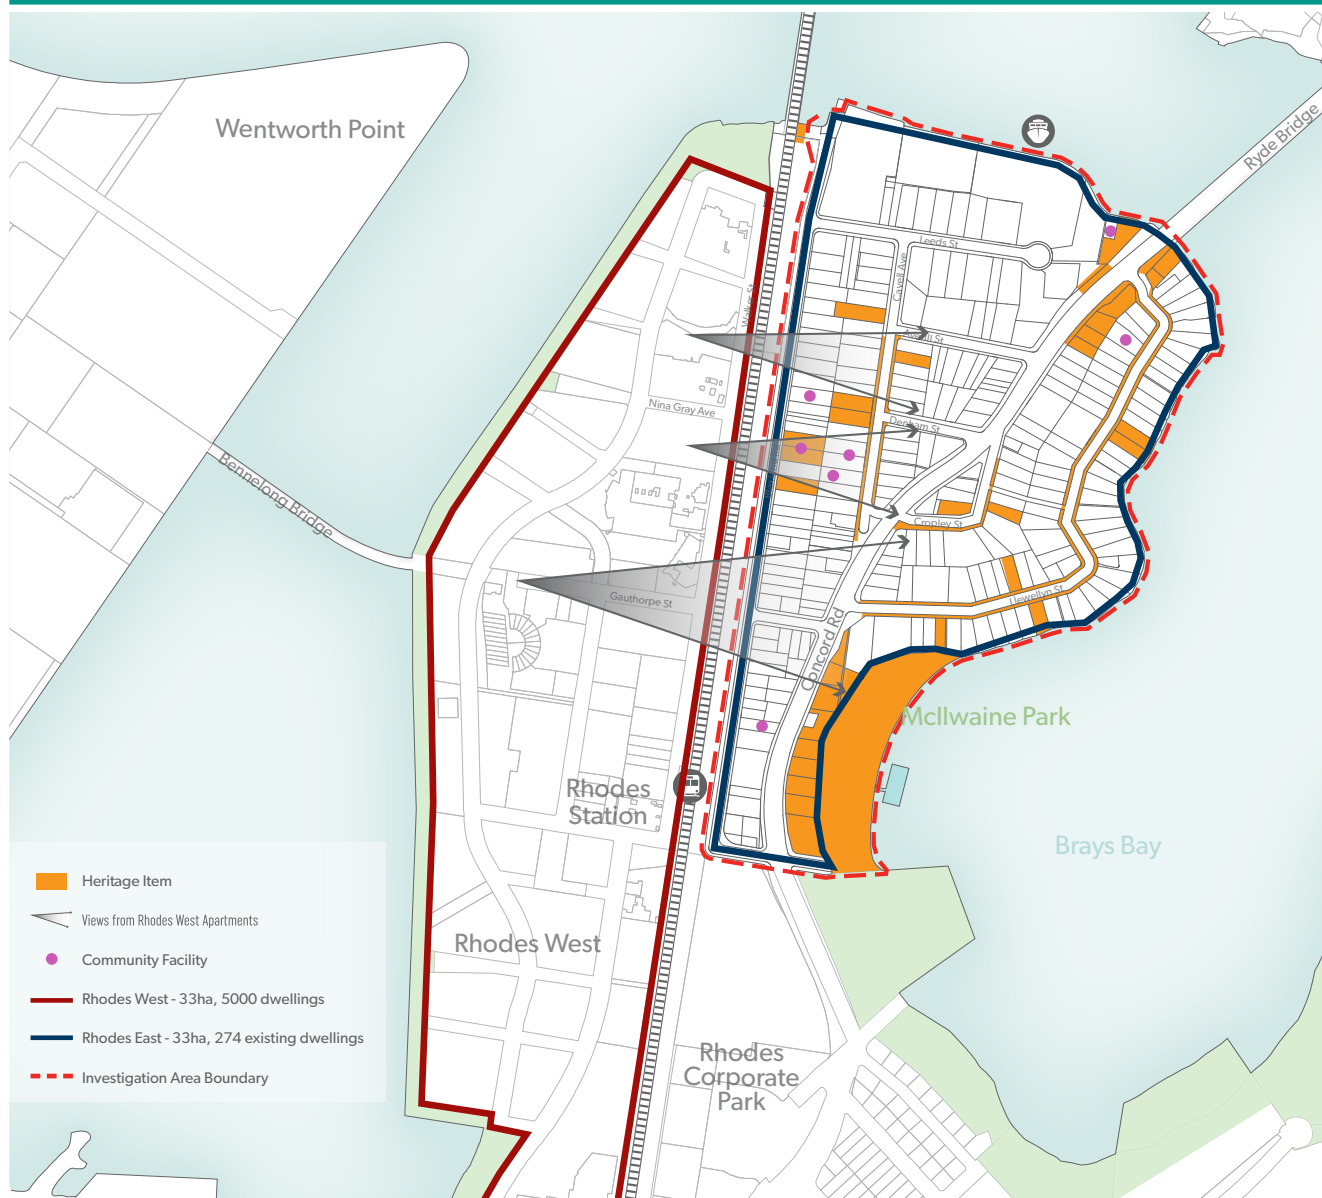 Wentworth Point
Ryde Bridge
Leeds St
Cavell Ave
Walker St
Averill St
Nina Gray Ave
Denham St
Bennelong Bridge
Cropley St
Gauthorpe St
Llewellyn St
Concord Rd
McIlwaine Park
Rhodes
Station
Brays Bay
Heritage Item
Views from Rhodes West Apartments
Community Facility
Rhodes West - 33ha, 5000 dwellings
Rhodes East - 33ha, 274 existing dwellings
Investigation Area Boundary
Rhodes West
Rhodes
Corporate
Park